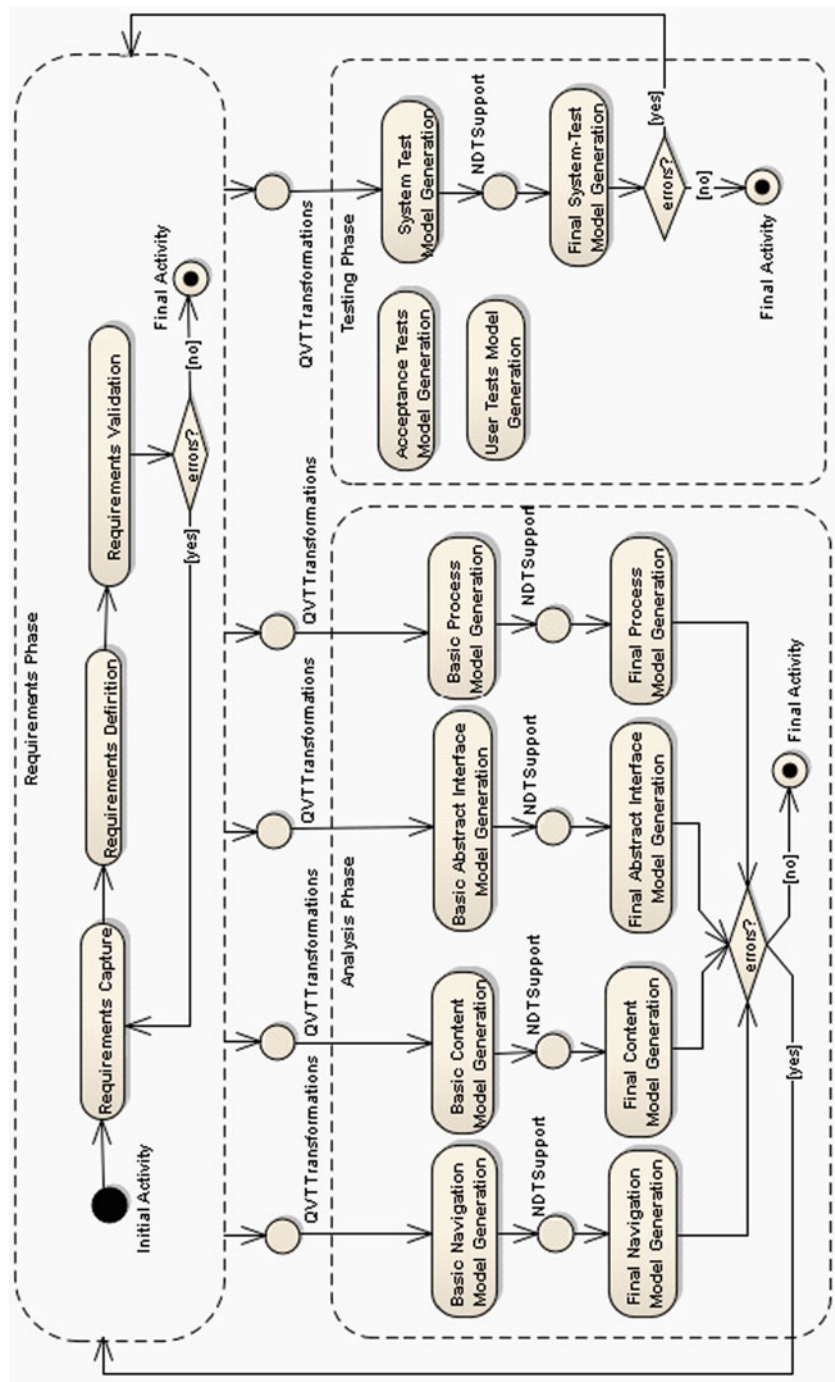 Requirements Phase
Initial Activity
Requirements Capture
Requirements Definition
Requirements Validation
errors?
[yes]
[no]
Final Activity
QVTTransformations
QVTTransformations
QVTTransformations
QVTTransformations
QVTTransformations
Analysis Phase
Basic Navigation
Model Generation
Basic Content
Model Generation
Basic Abstract Interface
Model Generation
Basic Process
Model Generation
NDTSupport
NDTSupport
NDTSupport
NDTSupport
Final Navigation
Model Generation
Final Content
Model Generation
Final Abstract Interface
Model Generation
Final Process
Model Generation
errors?
[yes]
[no]
Final Activity
Testing Phase
Acceptance Tests
Model Generation
User Tests Model
Generation
System Test
Model Generation
NDTSupport
Final System-Test
Model Generation
errors?
[yes]
[no]
Final Activity